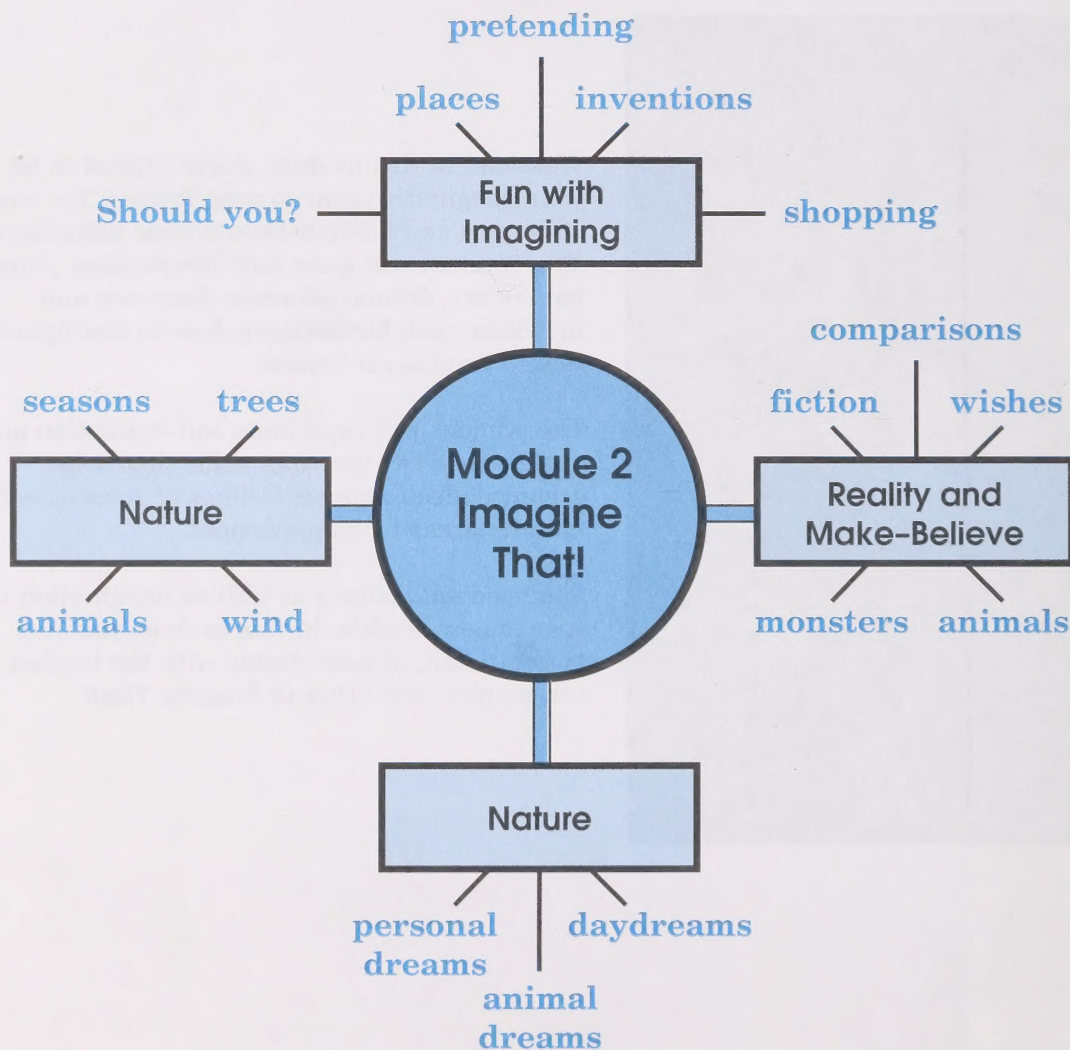 pretending
places
inventions
Should you?
Fun with
Imagining
shopping
comparisons
seasons
trees
fiction
wishes
Nature
Module 2
Imagine
That!
Reality and
Make-Believe
animals
wind
monsters
animals
Nature
personal
dreams
daydreams
animal
dreams